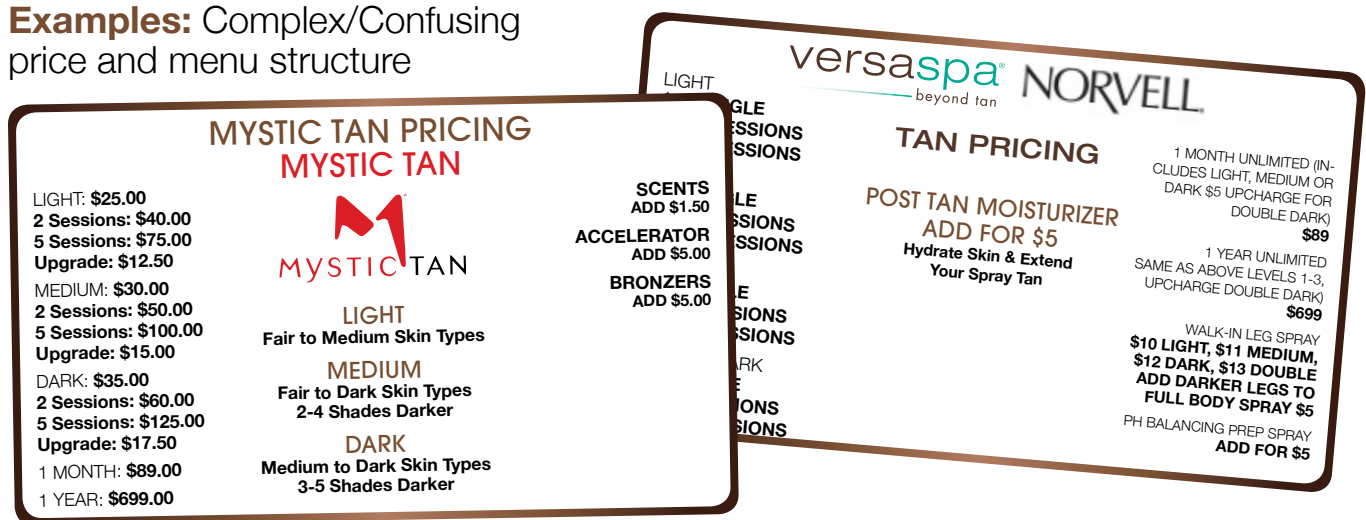 Examples: Complex/Confusing
price and menu structure
MYSTIC TAN PRICING
MYSTIC TAN
LIGHT: $25.00
2 Sessions: $40.00
5 Sessions: $75.00
Upgrade: $12.50
MEDIUM: $30.00
2 Sessions: $50.00
5 Sessions: $100.00
Upgrade: $15.00
DARK: $35.00
2 Sessions: $60.00
5 Sessions: $125.00
Upgrade: $17.50
1 MONTH: $89.00
1 YEAR: $699.00
MYSTIC TAN
LIGHT
Fair to Medium Skin Types
MEDIUM
Fair to Dark Skin Types
2-4 Shades Darker
DARK
Medium to Dark Skin Types
3-5 Shades Darker
SCENTS
ADD $1.50
ACCELERATOR
ADD $5.00
BRONZERS
ADD $5.00
versaspa®
beyond tan
NORVELL
LIGHT
TAN PRICING
POST TAN MOISTURIZER
ADD FOR $5
Hydrate Skin & Extend
Your Spray Tan
1 MONTH UNLIMITED (IN-
CLUDES LIGHT, MEDIUM OR
DARK $5 UPCHARGE FOR
DOUBLE DARK)
$89
1 YEAR UNLIMITED
SAME AS ABOVE LEVELS 1-3,
UPCHARGE DOUBLE DARK)
$699
WALK-IN LEG SPRAY
$10 LIGHT, $11 MEDIUM,
$12 DARK, $13 DOUBLE
ADD DARKER LEGS TO
FULL BODY SPRAY $5
PH BALANCING PREP SPRAY
ADD FOR $5